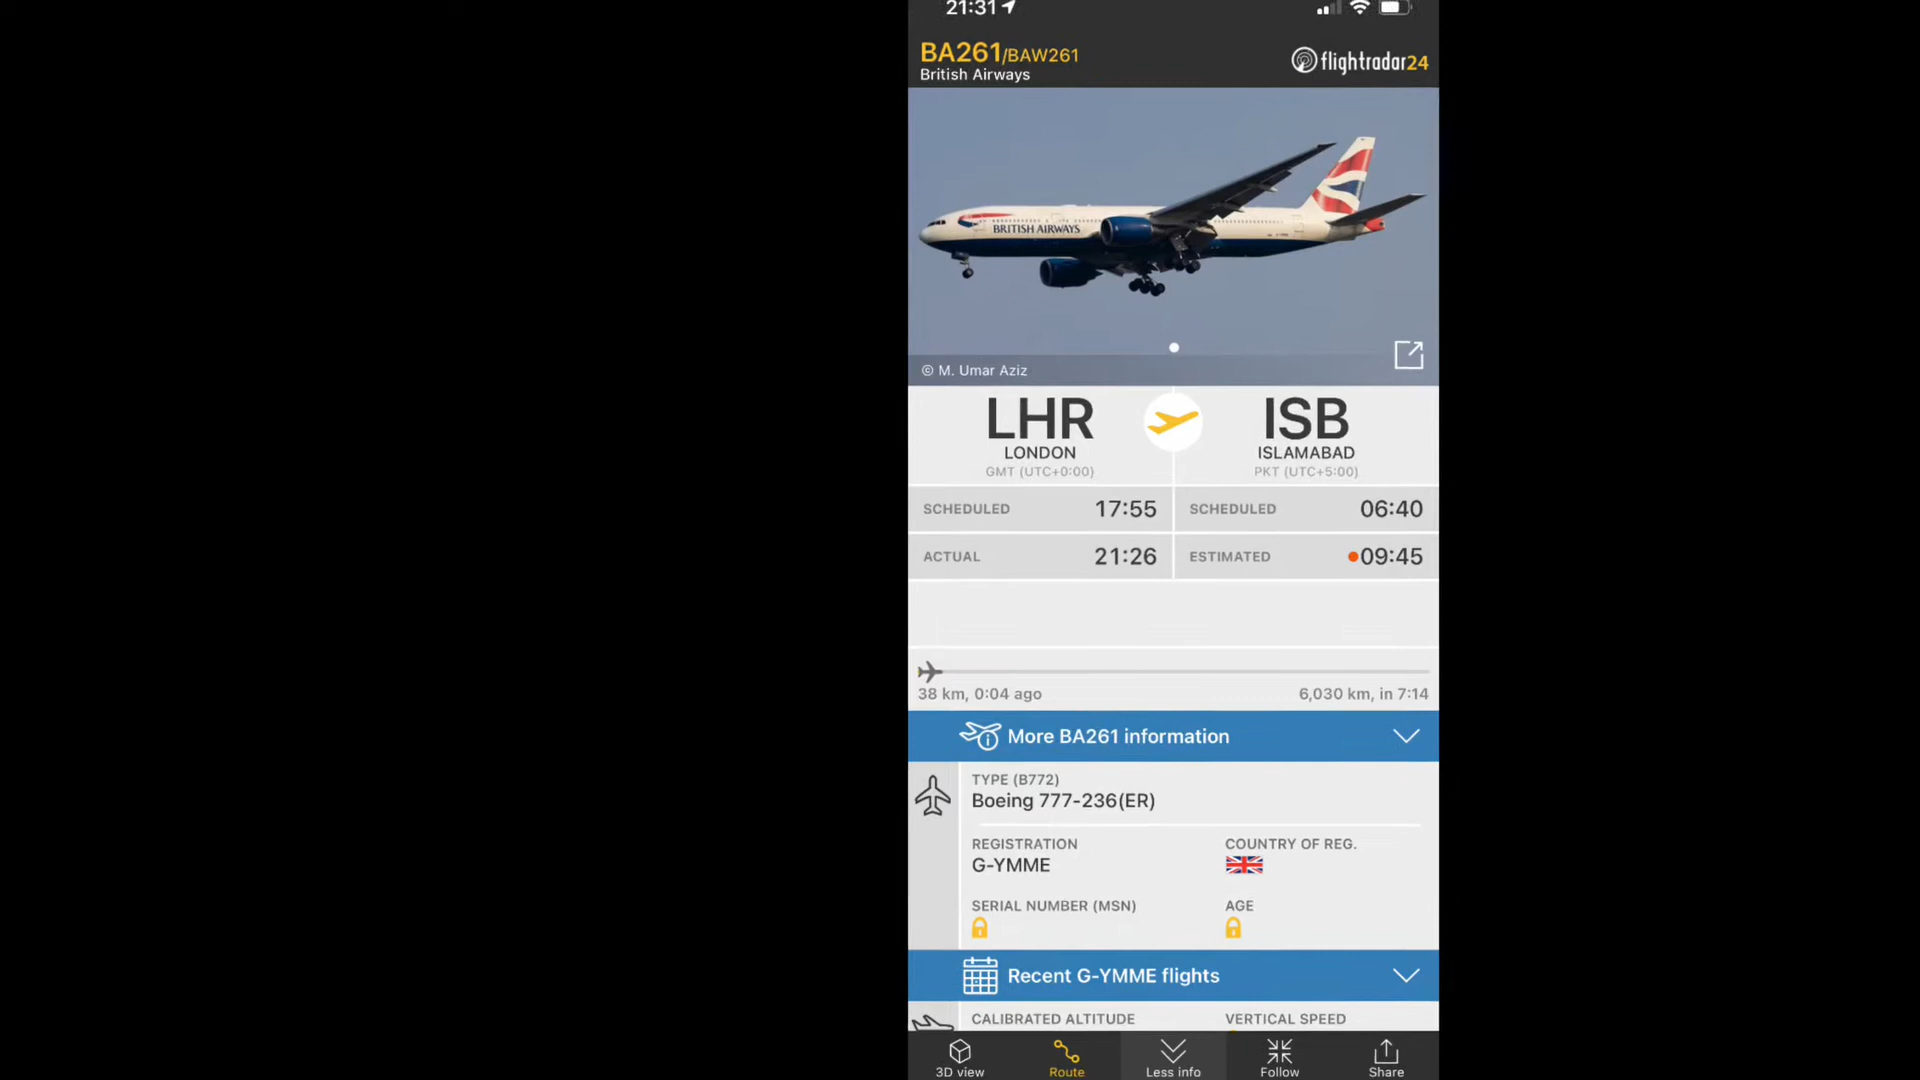 21:31
BA261/BAW261
British Airways
flightradar24
BRITISH AIRWAYS
© M. Umar Aziz
LHR
LONDON
GMT (UTC+0:00)
ISB
ISLAMABAD
PKT (UTC+5:00)
SCHEDULED 17:55
SCHEDULED 06:40
ACTUAL 21:26
ESTIMATED 09:45
38 km, 0:04 ago
6,030 km, in 7:14
More BA261 information
TYPE (B772)
Boeing 777-236(ER)
REGISTRATION
G-YMME
COUNTRY OF REG.
SERIAL NUMBER (MSN)
AGE
Recent G-YMME flights
CALIBRATED ALTITUDE
VERTICAL SPEED
3D view
Route
Less info
Follow
Share